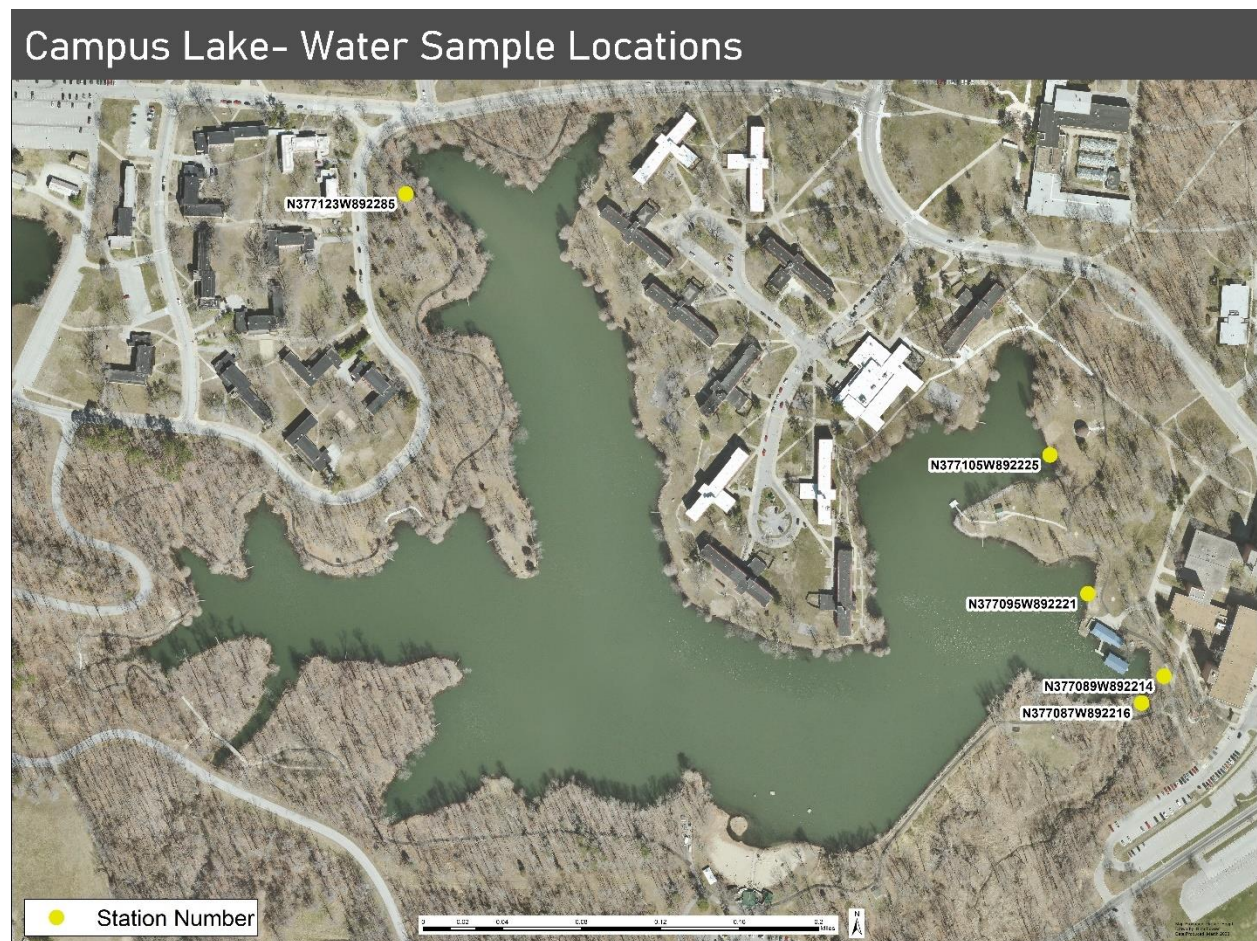 Campus Lake- Water Sample Locations
N377123W892285
N377105W892225
N377095W892221
N377089W892214
N377087W892216
Station Number
0 0.02 0.04 0.08 0.12 0.16 0.2
Miles
N